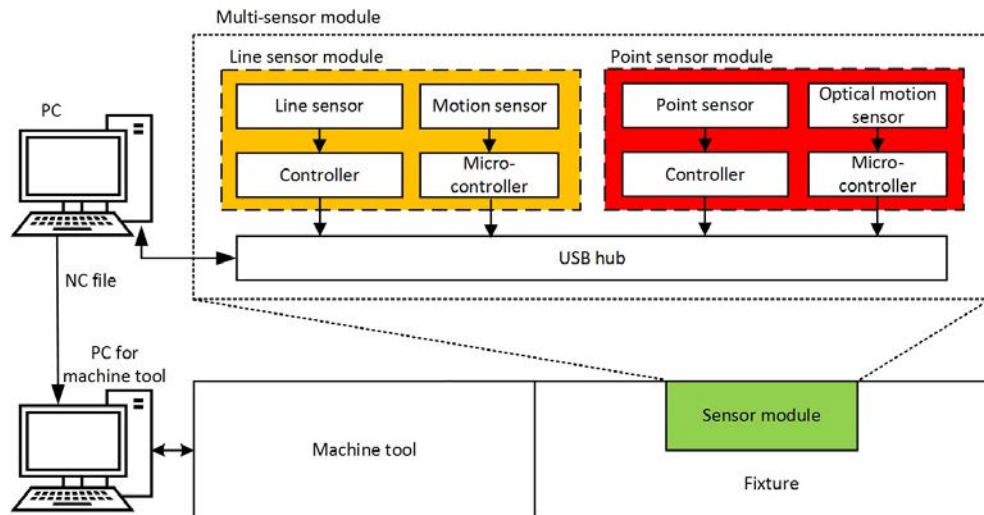 Multi-sensor module
Line sensor module
Point sensor module
PC
Line sensor
Motion sensor
Point sensor
Optical motion
sensor
Controller
Micro-
controller
Controller
Micro-
controller
USB hub
NC file
PC for
machine tool
Machine tool
Sensor module
Fixture